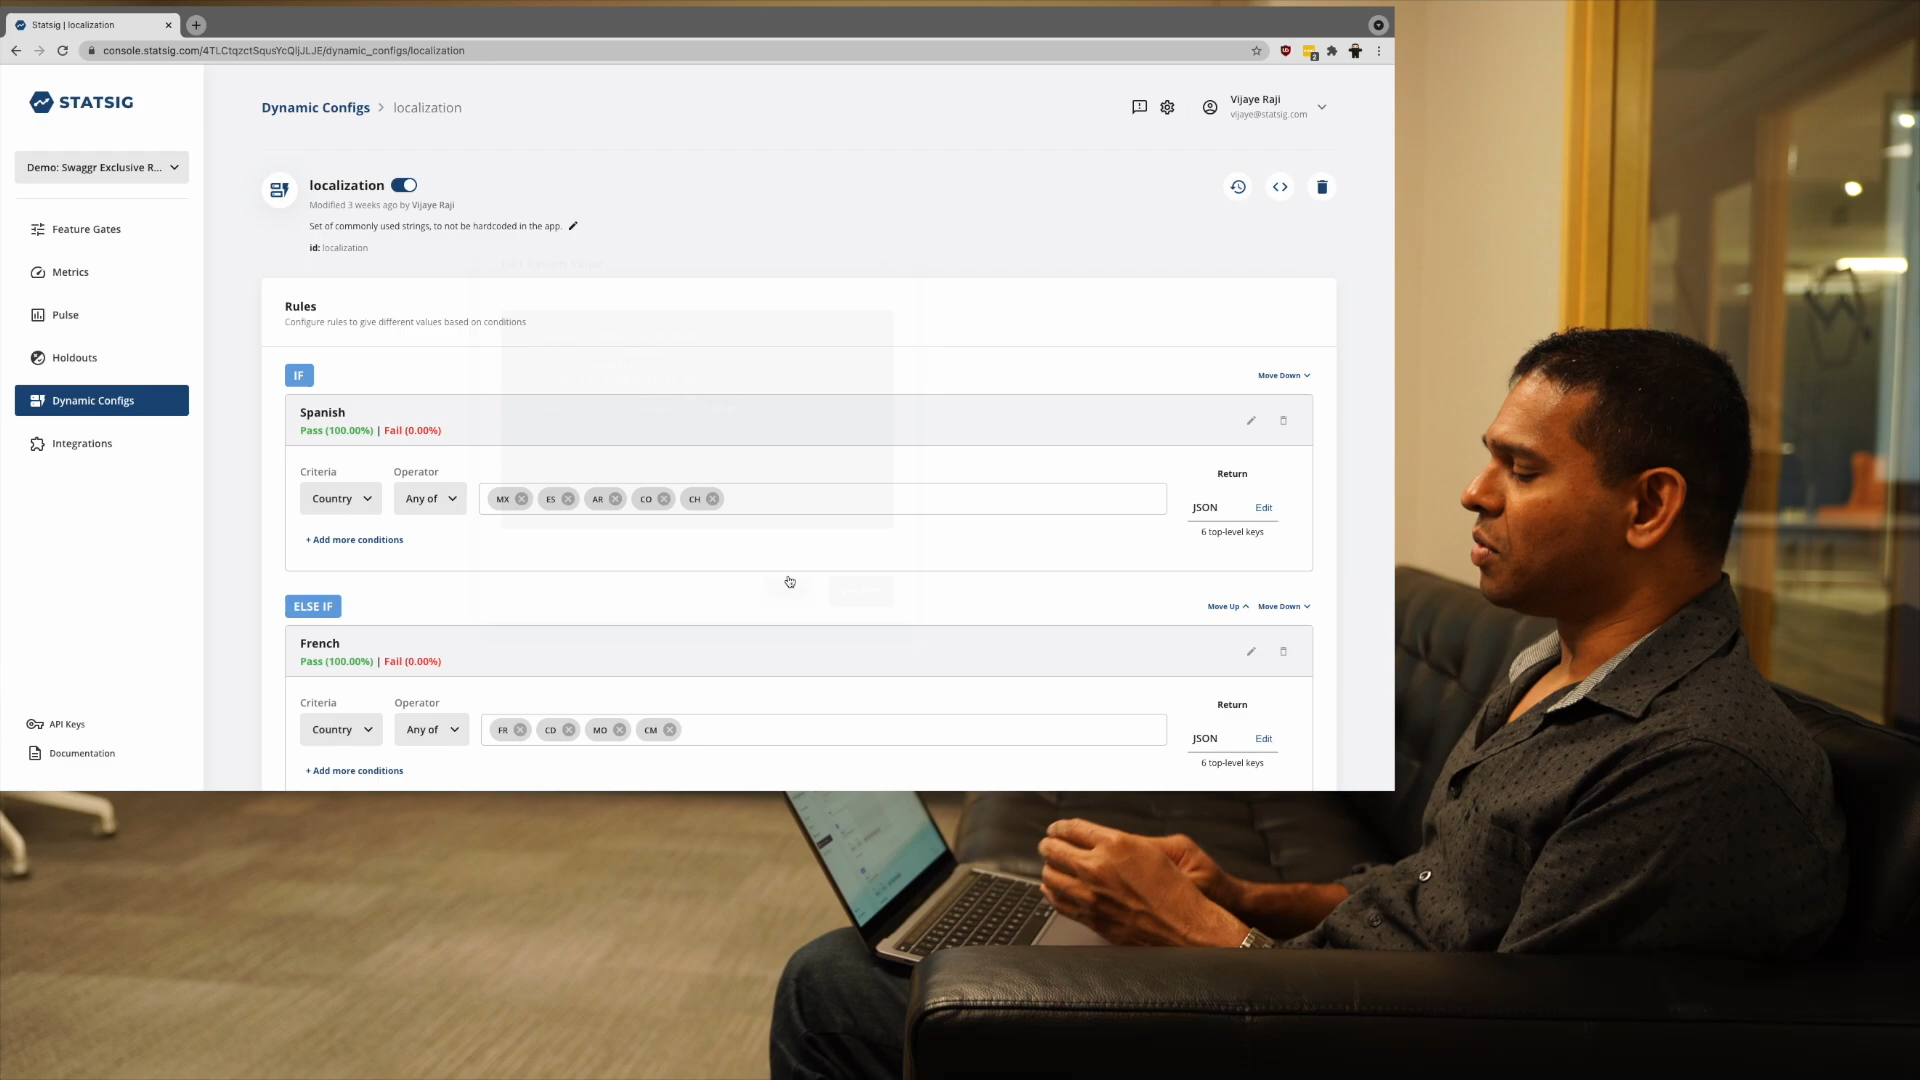 Statsig | localization
console.statsig.com/4TLCtqzctSqusYcQljJLJE/dynamic_configs/localization
2
STATSIG
Dynamic Configs > localization
Vijaye Raji
vijaye@statsig.com
Demo: Swaggr Exclusive R...
Feature Gates
Metrics
Pulse
Holdouts
Dynamic Configs
Integrations
API Keys
Documentation
localization
Modified 3 weeks ago by Vijaye Raji
Set of commonly used strings, to not be hardcoded in the app.
id: localization
Rules
Configure rules to give different values based on conditions
IF
Move Down
Spanish
Pass (100.00%) | Fail (0.00%)
Criteria Operator Return
Country Any of MX ES AR CO CH
JSON Edit
6 top-level keys
+ Add more conditions
ELSE IF
Move Up Move Down
French
Pass (100.00%) | Fail (0.00%)
Criteria Operator Return
Country Any of FR CD MO CM
JSON Edit
6 top-level keys
+ Add more conditions